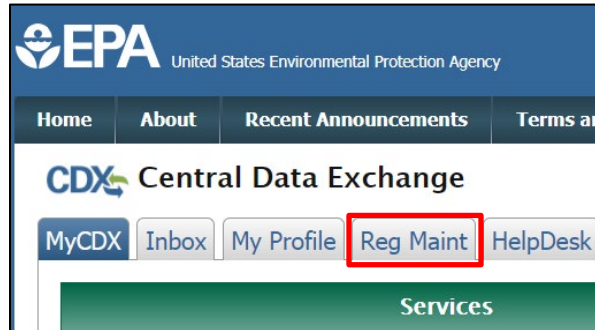 EPA United States Environmental Protection Agency
Home About Recent Announcements Terms
CDX Central Data Exchange
MyCDX Inbox My Profile Reg Maint HelpDesk
Services